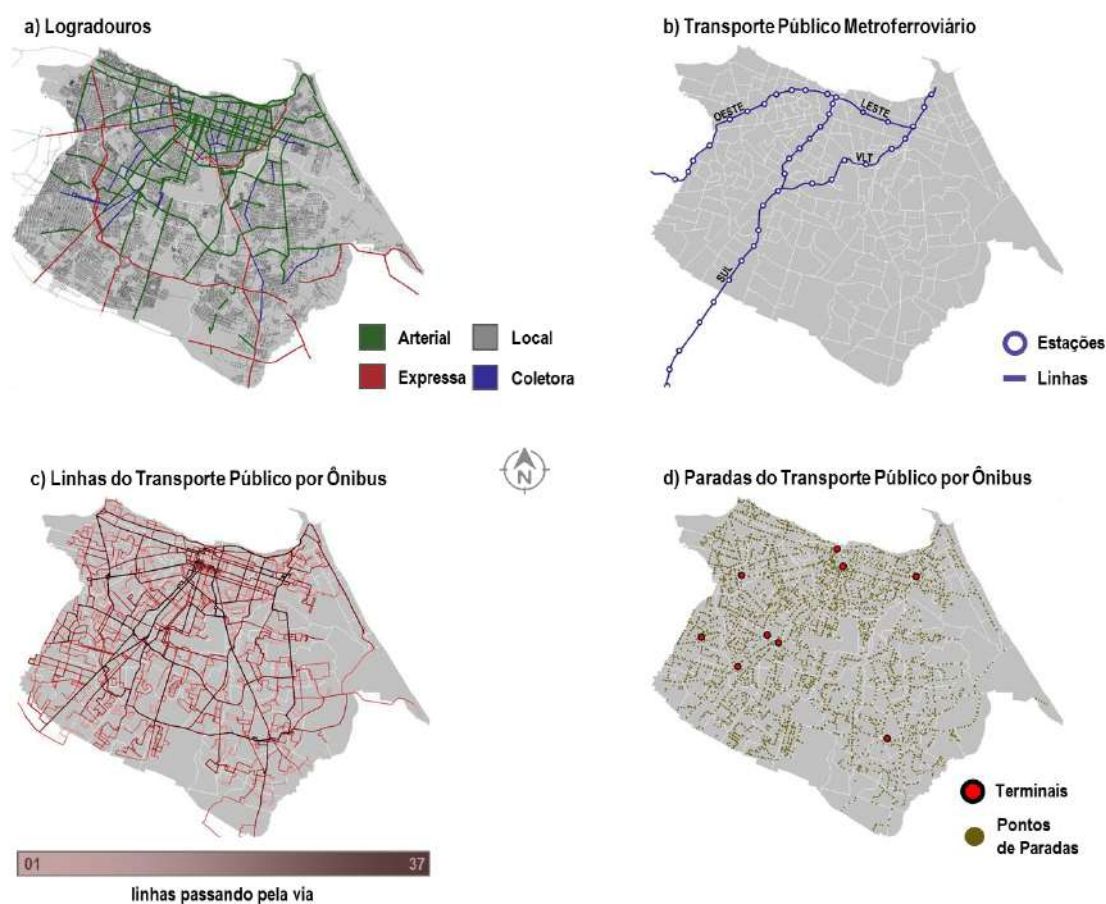 a) Logradouros
Arterial
Local
Expressa
Coletora
b) Transporte Público Metroferroviário
OESTE
LESTE
VLT
SUL
Estações
Linhas
N
c) Linhas do Transporte Público por Ônibus
01
37
linhas passando pela via
d) Paradas do Transporte Público por Ônibus
Terminais
Pontos
de Paradas